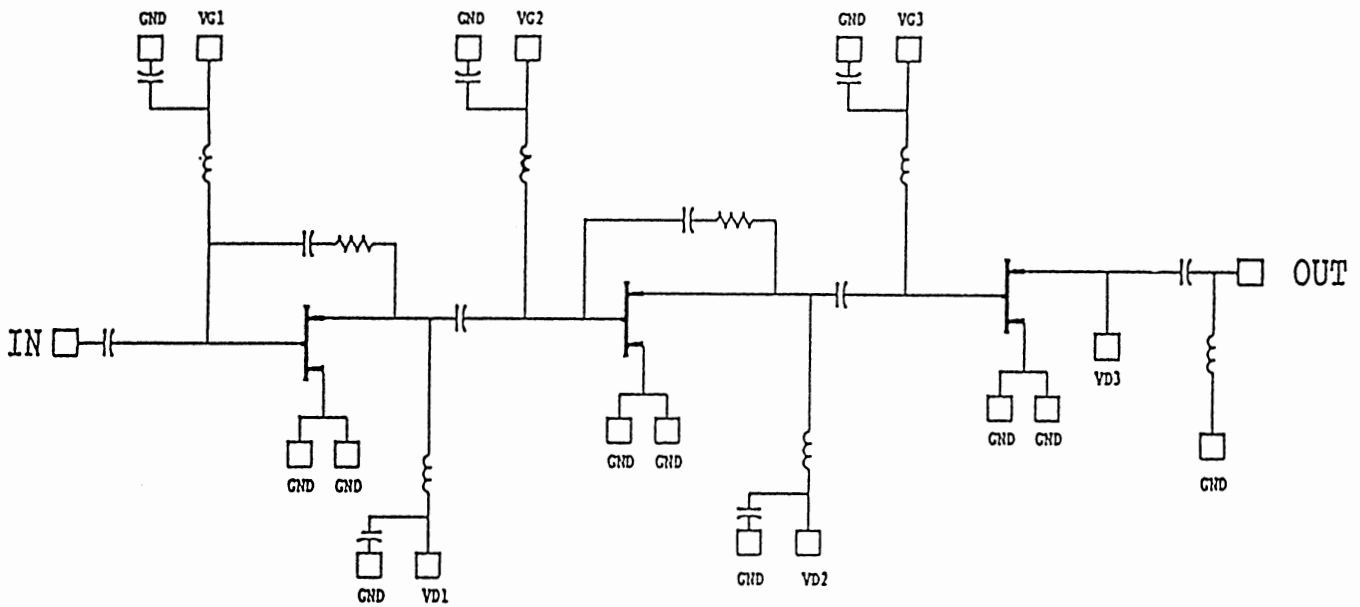 GND VG1 GND VG2 GND VG3
OUT
IN
VD3
GND GND
GND GND
GND GND
GND
GND VD2
GND VD1